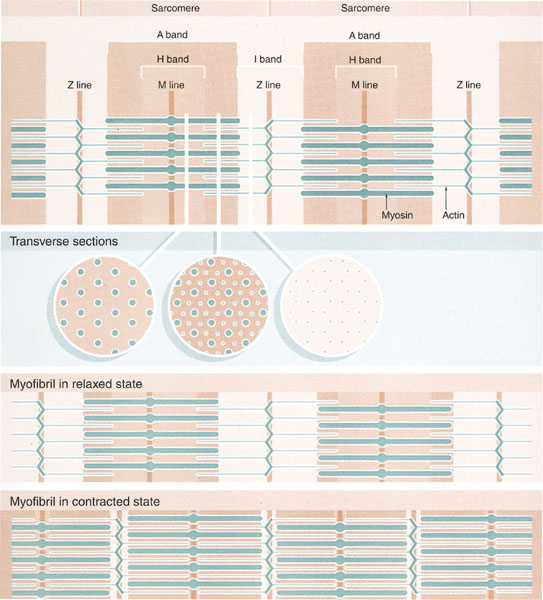 Sarcomere Sarcomere
A band A band
H band I band H band
Z line M line Z line M line Z line
Myosin Actin
Transverse sections
Myofibril in relaxed state
Myofibril in contracted state